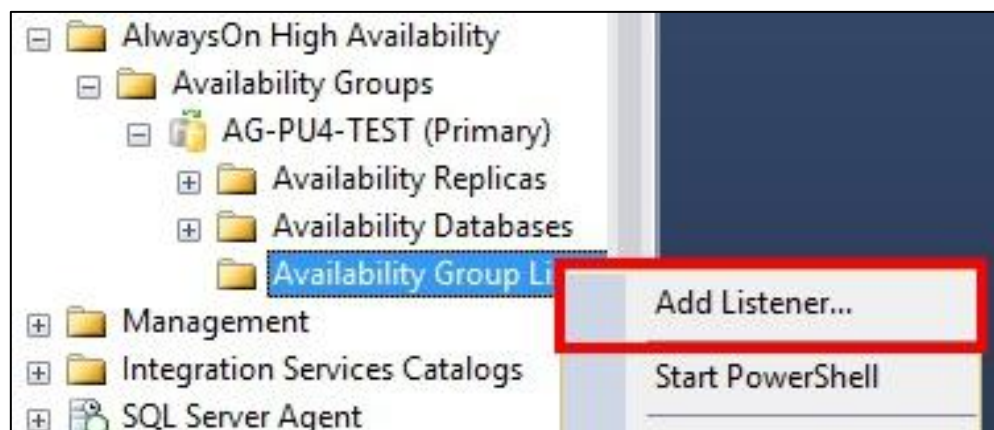 AlwaysOn High Availability
Availability Groups
AG-PU4-TEST (Primary)
Availability Replicas
Availability Databases
Availability Group Li
Add Listener...
Management
Integration Services Catalogs
Start PowerShell
SQL Server Agent